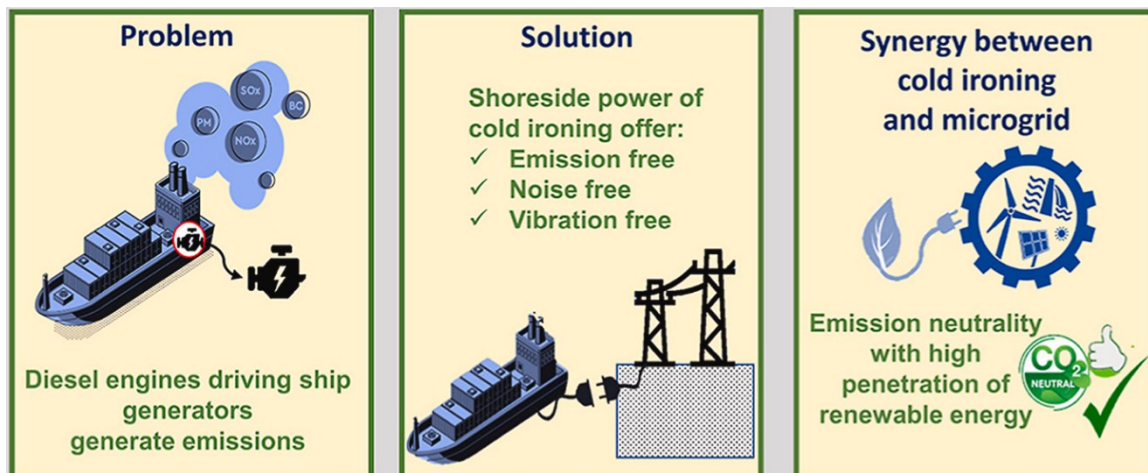 Problem
SOx
BC
PM
NOx
Diesel engines driving ship
generators
generate emissions
Solution
Shoreside power of
cold ironing offer:
✓ Emission free
✓ Noise free
✓ Vibration free
Synergy between
cold ironing
and microgrid
Emission neutrality
with high
penetration of
renewable energy
CO2
NEUTRAL